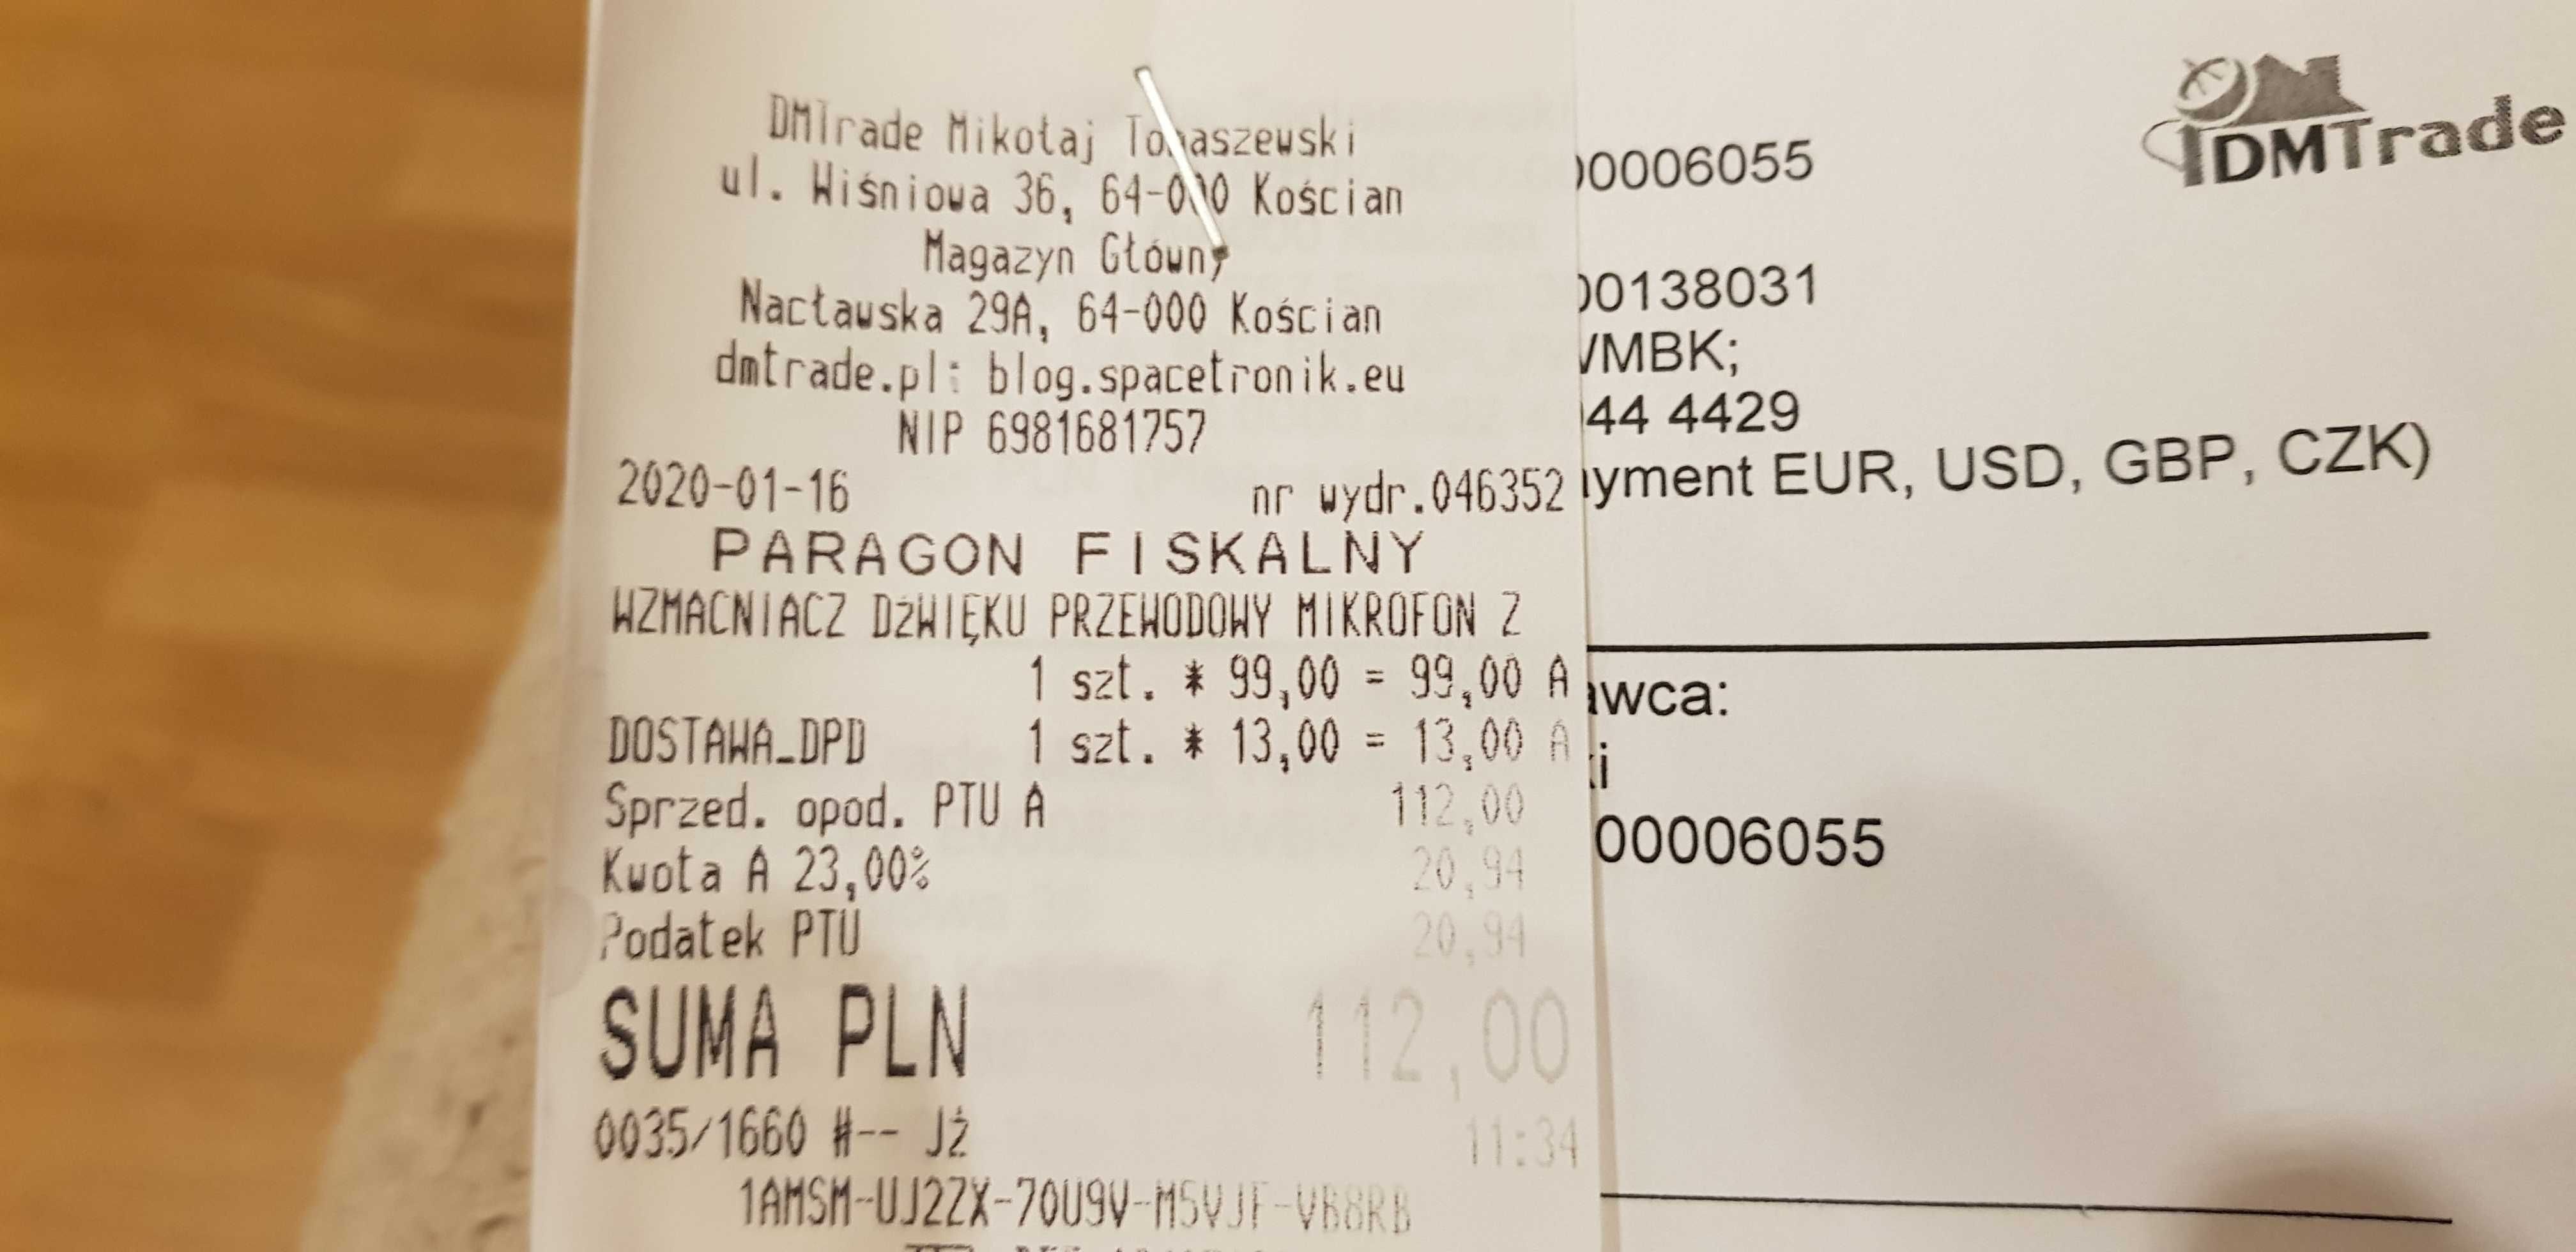 DMTrade Mikołaj Tomaszewski
ul. Wiśniowa 36, 64-000 Kościan
Magazyn Główny
Nacławska 29A, 64-000 Kościan
dmtrade.pl: blog.spacetronik.eu
NIP 6981681757
2020-01-16 nr wydr.046352
PARAGON FISKALNY
WZMACNIACZ DŹWIĘKU PRZEWODOWY MIKROFON Z
1 szt. * 99,00 = 99,00 A
DOSTAWA_DPD 1 szt. * 13,00 = 13,00 A
Sprzed. opod. PTU A 112,00
Kwota A 23,00% 20,94
Podatek PTU 20,94
SUMA PLN 112,00
0035/1660 #-- JŻ 11:34
1AMSM-UJ2ZX-70U9V-M5VJF-VB8RB
DMTrade
00006055
00138031
VMBK;
44 4429
yment EUR, USD, GBP, CZK)
awca:
i
00006055